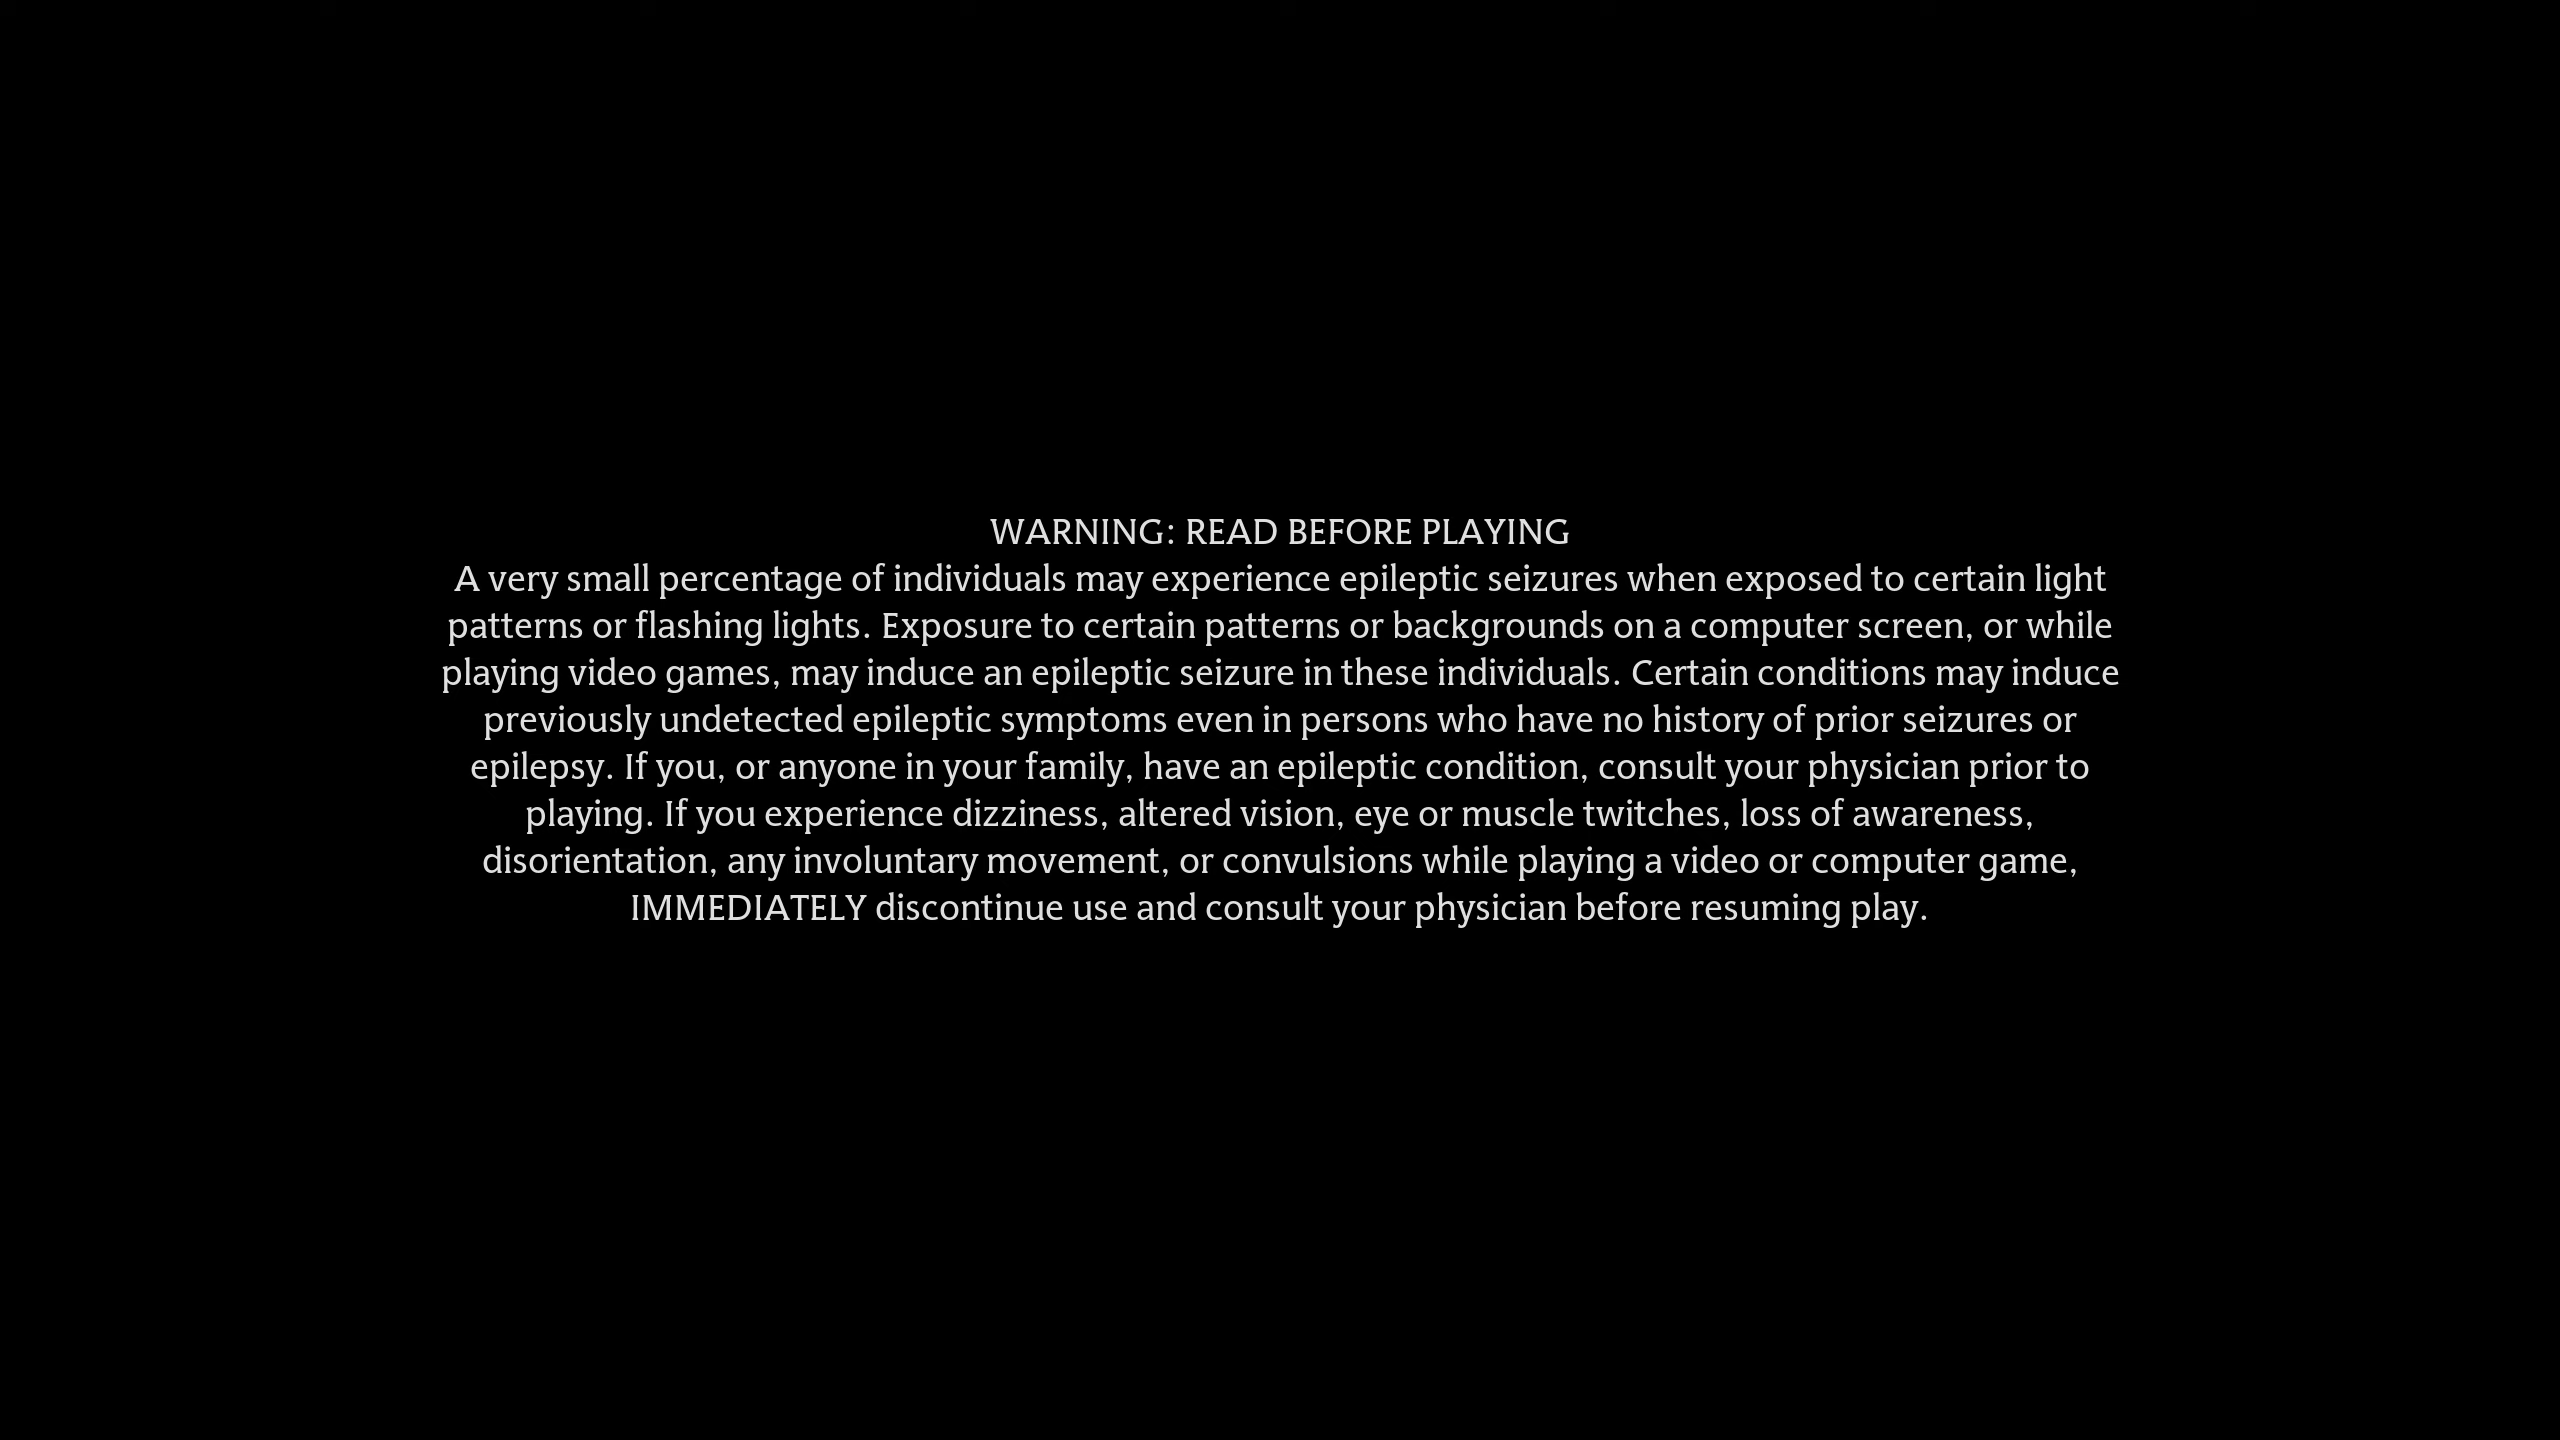 WARNING: READ BEFORE PLAYING
A very small percentage of individuals may experience epileptic seizures when exposed to certain light
patterns or flashing lights. Exposure to certain patterns or backgrounds on a computer screen, or while
playing video games, may induce an epileptic seizure in these individuals. Certain conditions may induce
previously undetected epileptic symptoms even in persons who have no history of prior seizures or
epilepsy. If you, or anyone in your family, have an epileptic condition, consult your physician prior to
playing. If you experience dizziness, altered vision, eye or muscle twitches, loss of awareness,
disorientation, any involuntary movement, or convulsions while playing a video or computer game,
IMMEDIATELY discontinue use and consult your physician before resuming play.